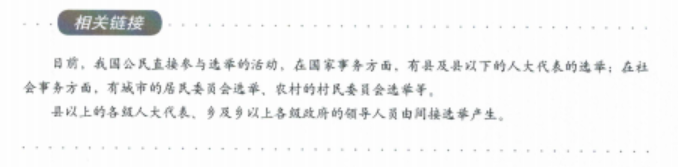 相关链接
目前，我国公民直接参与选举的活动，在国家事务方面，有县及县以下的人大代表的选举；在社
会事务方面，有城市的居民委员会选举、农村的村民委员会选举等。
县以上的各级人大代表、乡及乡以上各级政府的领导人员由间接选举产生。